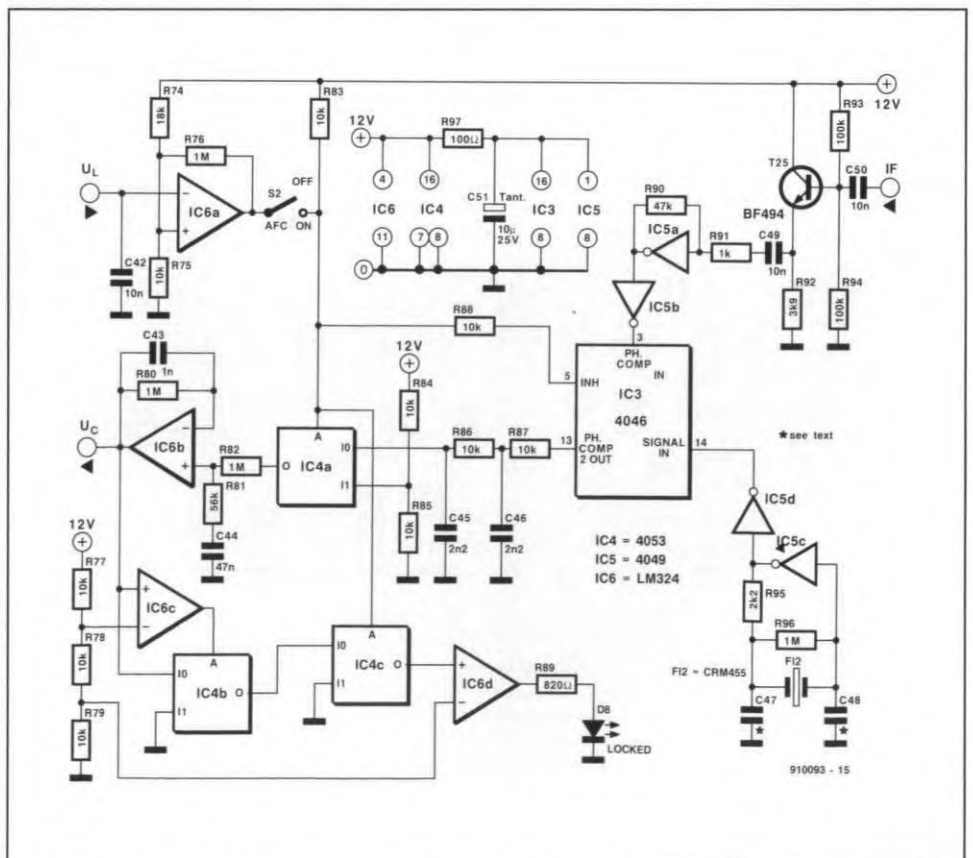 R74
18k
R83
10k
12V
R93
100k
R76
1M
12V
R97
100Ω
T25
C50
10n
IF
U_L
IC6a
S2
OFF
ON
AFC
4
16
IC6
IC4
C51
Tant.
10μ
25V
16
1
IC3
IC5
R90
47k
IC5a
R91
1k
C49
10n
BF494
C42
10n
R75
10k
11
7
8
8
8
0
IC5b
R92
3k9
R94
100k
C43
1n
R80
1M
R88
10k
12V
R84
10k
3
PH.
COMP
IN
5
INH
IC3
4046
U_C
IC6b
R82
1M
R81
56k
C44
47n
A
O
IC4a
I0
I1
R86
10k
R87
10k
13
PH.
COMP
2 OUT
SIGNAL
IN
14
* see text
R85
10k
C45
2n2
C46
2n2
IC5d
IC5c
IC4 = 4053
IC5 = 4049
IC6 = LM324
12V
R77
10k
IC6c
R78
10k
R79
10k
A
I0
IC4b
O
I1
A
I0
IC4c
O
I1
IC6d
R89
820Ω
D8
LOCKED
R95
2k2
R96
1M
FI2 = CRM455
FI2
C47
*
C48
*
910093 - 15